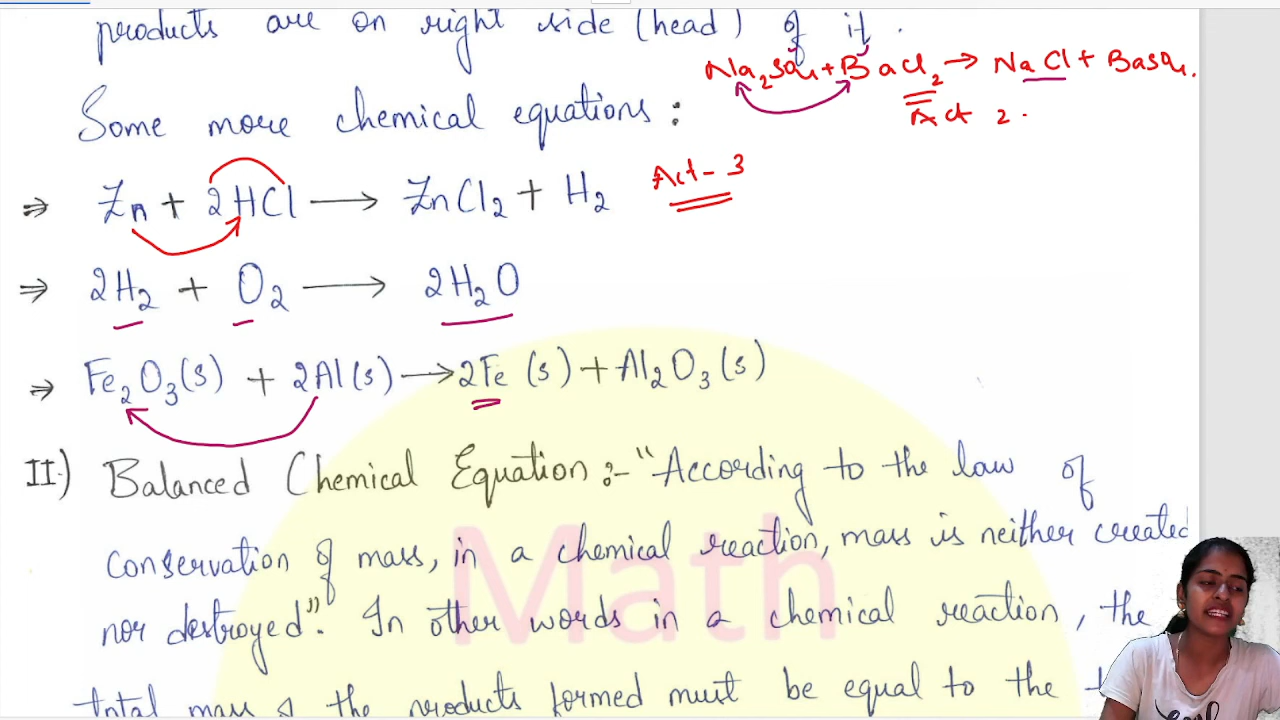 products are on right side (head) of it.
Na₂SO₄ + BaCl₂ → NaCl + BaSO₄.
Act 2.
Some more chemical equations :
⇒ Zn + 2HCl ⟶ ZnCl₂ + H₂
Act - 3
⇒ 2H₂ + O₂ ⟶ 2H₂O
⇒ Fe₂O₃(s) + 2Al(s) ⟶ 2Fe (s) + Al₂O₃(s)
II) Balanced Chemical Equation :- "According to the law of
conservation of mass, in a chemical reaction, mass is neither created
nor destroyed". In other words in a chemical reaction, the
total mass of the products formed must be equal to the
Math